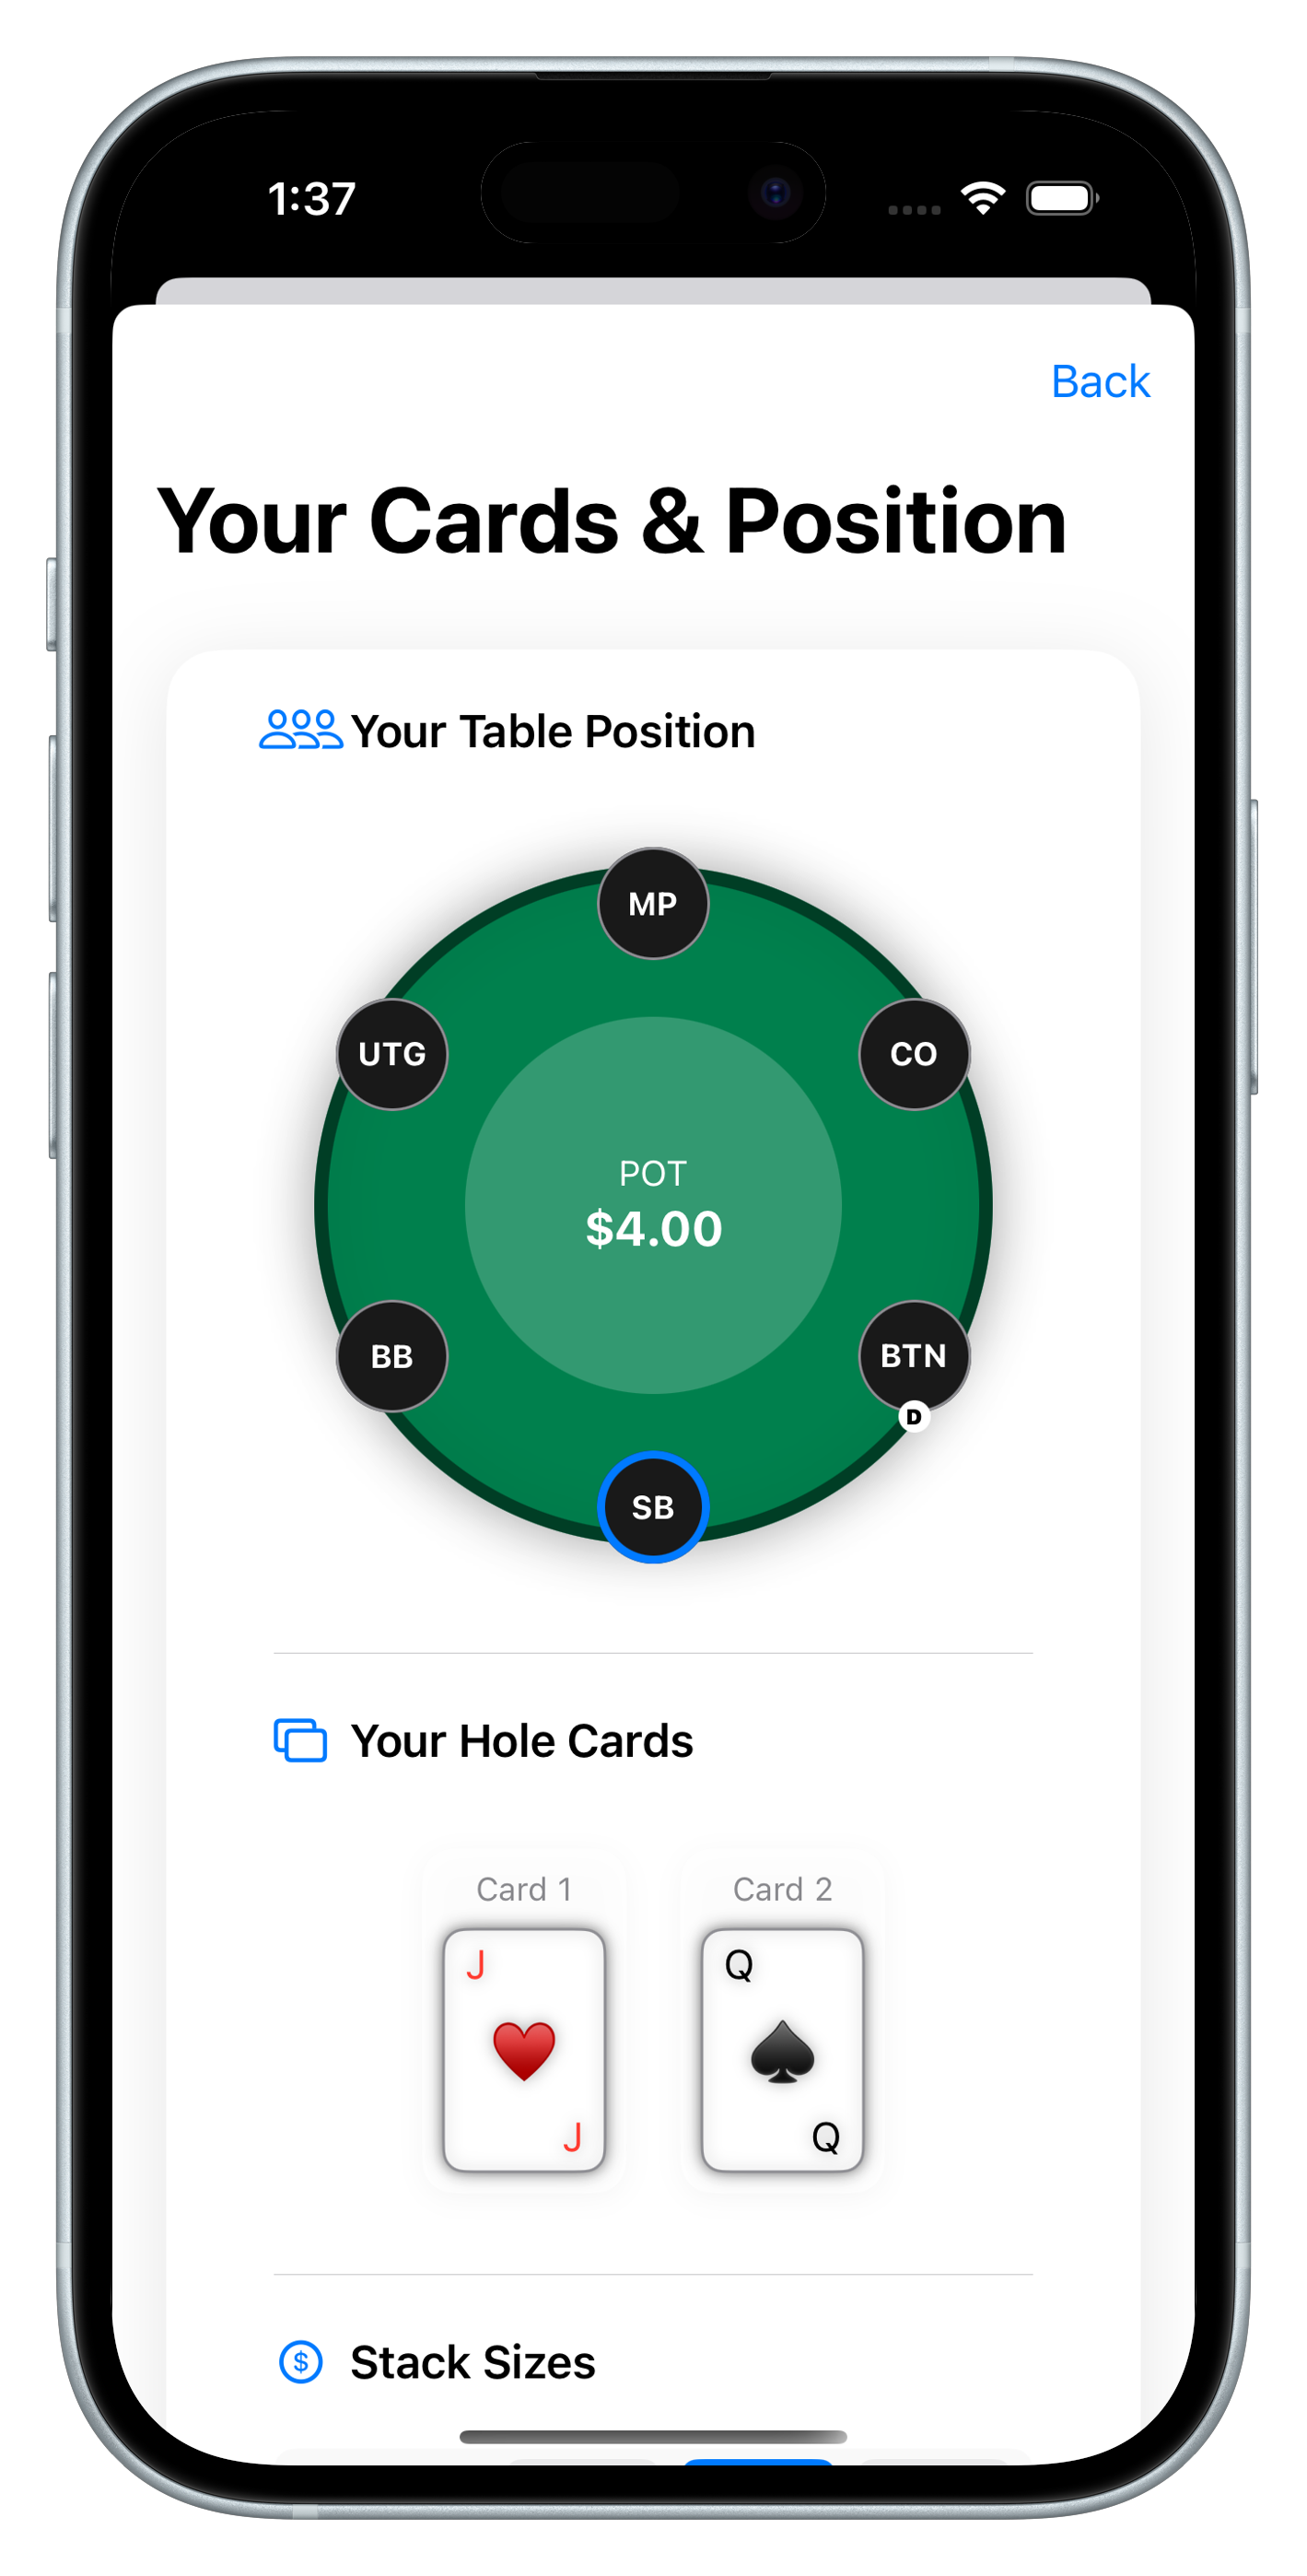 1:37
Back
Your Cards & Position
Your Table Position
MP
UTG
CO
POT
$4.00
BB
BTN
D
SB
Your Hole Cards
Card 1
Card 2
J
Q
J
Q
$ Stack Sizes